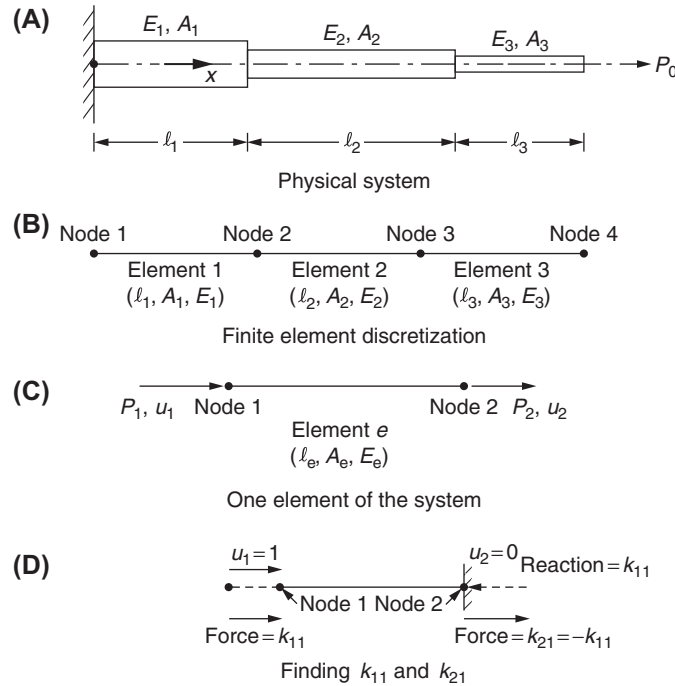 (A)
E₁, A₁
E₂, A₂
E₃, A₃
x
P₀
ℓ₁
ℓ₂
ℓ₃
Physical system
(B)
Node 1
Node 2
Node 3
Node 4
Element 1
Element 2
Element 3
(ℓ₁, A₁, E₁)
(ℓ₂, A₂, E₂)
(ℓ₃, A₃, E₃)
Finite element discretization
(C)
P₁, u₁
Node 1
Node 2
P₂, u₂
Element e
(ℓₑ, Aₑ, Eₑ)
One element of the system
(D)
u₁=1
u₂=0
Reaction=k₁₁
Node 1
Node 2
Force=k₁₁
Force=k₂₁=−k₁₁
Finding k₁₁ and k₂₁